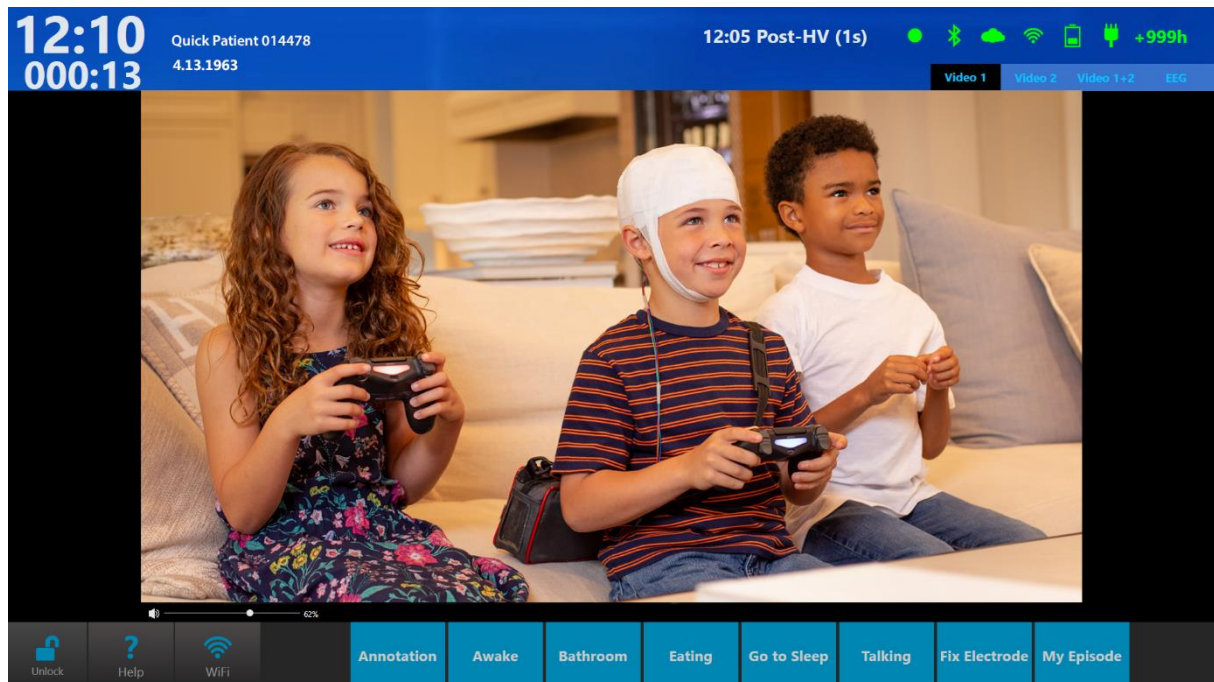 12:10
000:13
Quick Patient 014478
4.13.1963
12:05 Post-HV (1s)
+999h
Video 1 Video 2 Video 1+2 EEG
62%
Unlock Help WiFi
Annotation Awake Bathroom Eating Go to Sleep Talking Fix Electrode My Episode